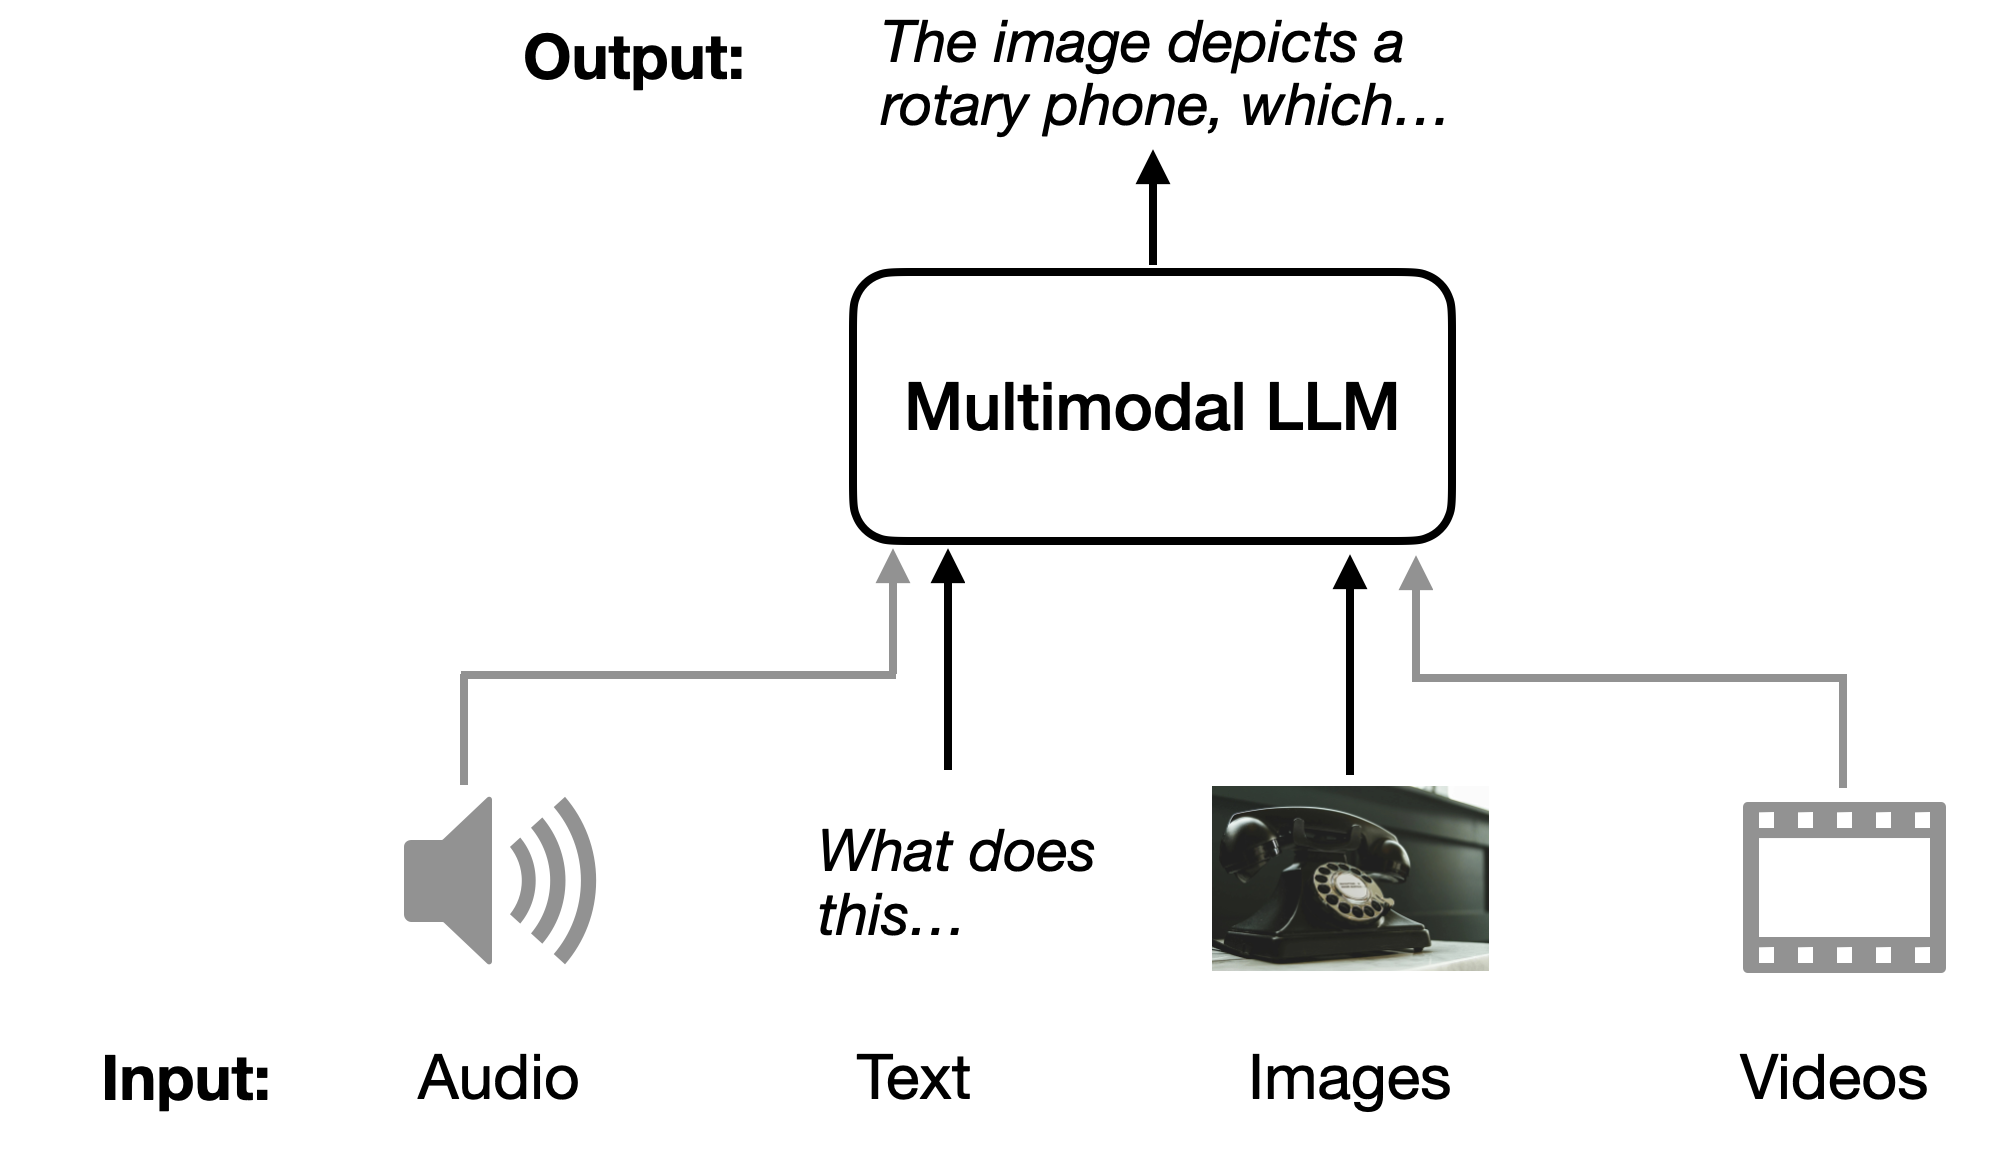 Output:
The image depicts a
rotary phone, which…
Multimodal LLM
What does
this…
Input:
Audio
Text
Images
Videos